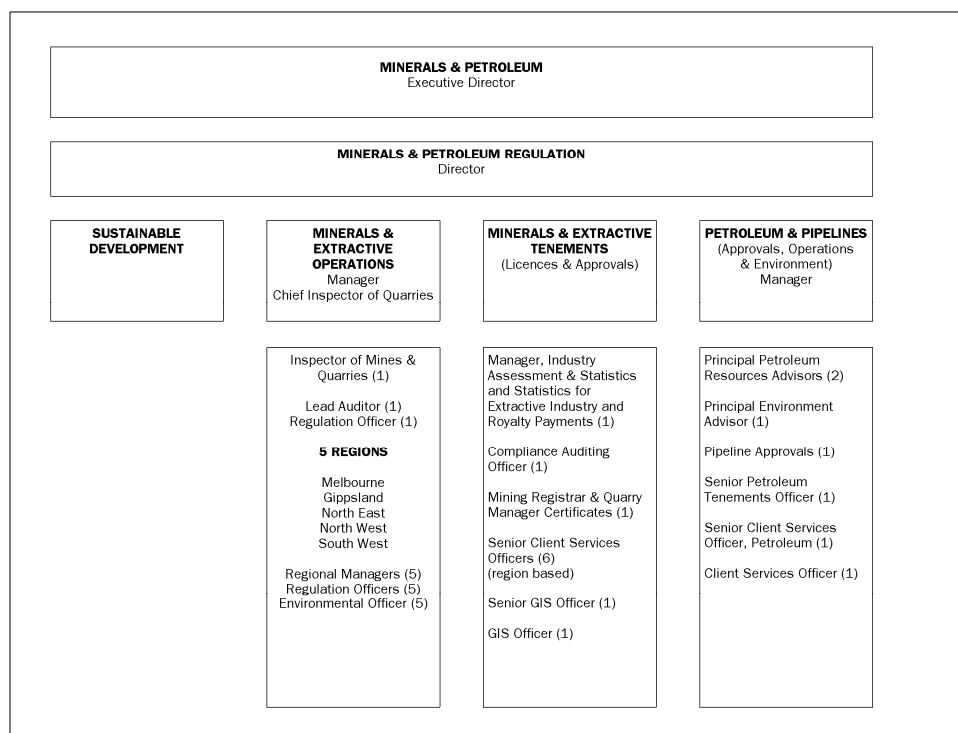 MINERALS & PETROLEUM
Executive Director
MINERALS & PETROLEUM REGULATION
Director
SUSTAINABLE
DEVELOPMENT
MINERALS &
EXTRACTIVE
OPERATIONS
Manager
Chief Inspector of Quarries
MINERALS & EXTRACTIVE
TENEMENTS
(Licences & Approvals)
PETROLEUM & PIPELINES
(Approvals, Operations
& Environment)
Manager
Inspector of Mines &
Quarries (1)
Lead Auditor (1)
Regulation Officer (1)
5 REGIONS
Melbourne
Gippsland
North East
North West
South West
Regional Managers (5)
Regulation Officers (5)
Environmental Officer (5)
Manager, Industry
Assessment & Statistics
and Statistics for
Extractive Industry and
Royalty Payments (1)
Compliance Auditing
Officer (1)
Mining Registrar & Quarry
Manager Certificates (1)
Senior Client Services
Officers (6)
(region based)
Senior GIS Officer (1)
GIS Officer (1)
Principal Petroleum
Resources Advisors (2)
Principal Environment
Advisor (1)
Pipeline Approvals (1)
Senior Petroleum
Tenements Officer (1)
Senior Client Services
Officer, Petroleum (1)
Client Services Officer (1)